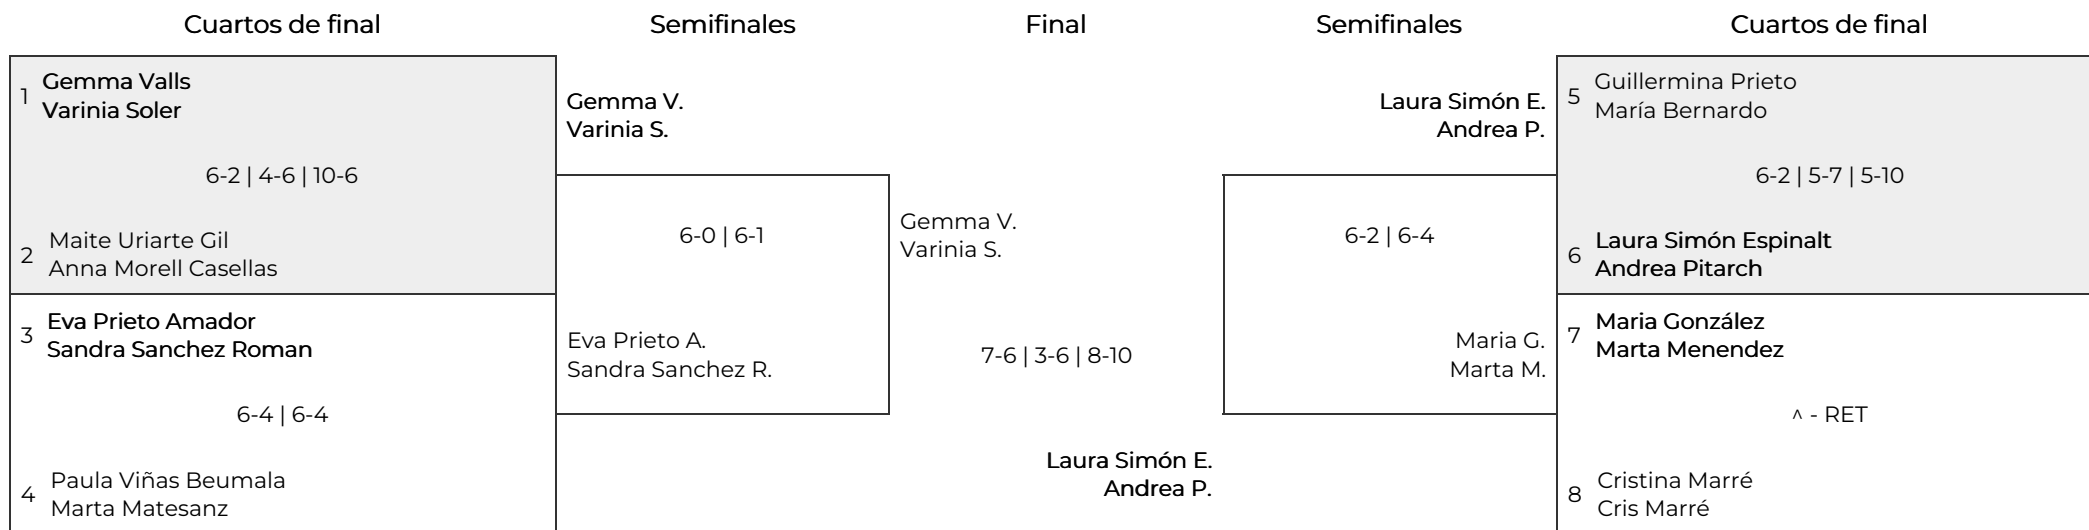 Cuartos de final
Semifinales
Final
Semifinales
Cuartos de final
1
Gemma Valls
Varinia Soler
6-2 | 4-6 | 10-6
2
Maite Uriarte Gil
Anna Morell Casellas
3
Eva Prieto Amador
Sandra Sanchez Roman
6-4 | 6-4
4
Paula Viñas Beumala
Marta Matesanz
Gemma V.
Varinia S.
6-0 | 6-1
Eva Prieto A.
Sandra Sanchez R.
Gemma V.
Varinia S.
7-6 | 3-6 | 8-10
Laura Simón E.
Andrea P.
Laura Simón E.
Andrea P.
6-2 | 6-4
Maria G.
Marta M.
5
Guillermina Prieto
María Bernardo
6-2 | 5-7 | 5-10
6
Laura Simón Espinalt
Andrea Pitarch
7
Maria González
Marta Menendez
^ - RET
8
Cristina Marré
Cris Marré